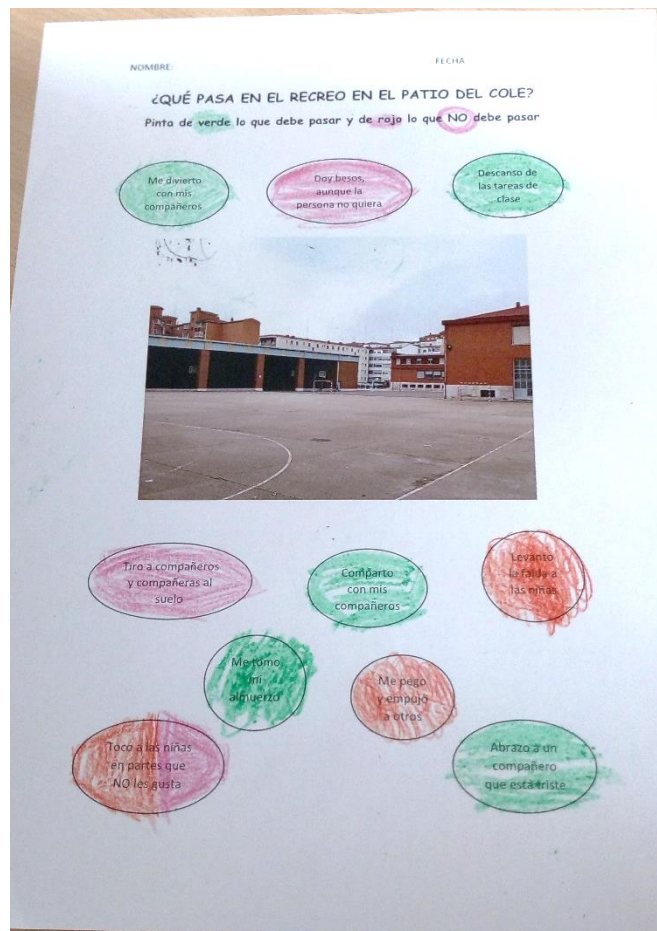 NOMBRE:
FECHA
¿QUÉ PASA EN EL RECREO EN EL PATIO DEL COLE?
Pinta de verde lo que debe pasar y de rojo lo que NO debe pasar
Me divierto
con mis
compañeros
Doy besos,
aunque la
persona no quiera
Descanso de
las tareas de
clase
Tiro a compañeros
y compañeras al
suelo
Comparto
con mis
compañeros
Levanto
la falda a
las niñas
Me tomo
mi
almuerzo
Me pego
y empujo
a otros
Toco a las niñas
en partes que
NO les gusta
Abrazo a un
compañero
que está triste